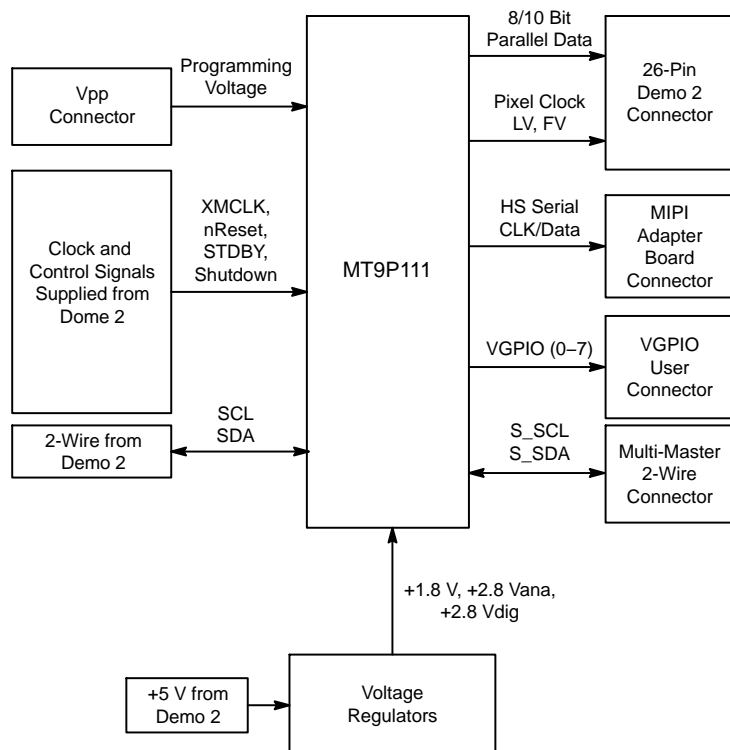 8/10 Bit
Parallel Data
26-Pin
Demo 2
Connector
Programming
Voltage
Vpp
Connector
Pixel Clock
LV, FV
XMCLK,
nReset,
STDBY,
Shutdown
Clock and
Control Signals
Supplied from
Dome 2
MT9P111
HS Serial
CLK/Data
MIPI
Adapter
Board
Connector
VGPIO (0–7)
VGPIO
User
Connector
SCL
SDA
2-Wire from
Demo 2
S_SCL
S_SDA
Multi-Master
2-Wire
Connector
+1.8 V, +2.8 Vana,
+2.8 Vdig
+5 V from
Demo 2
Voltage
Regulators